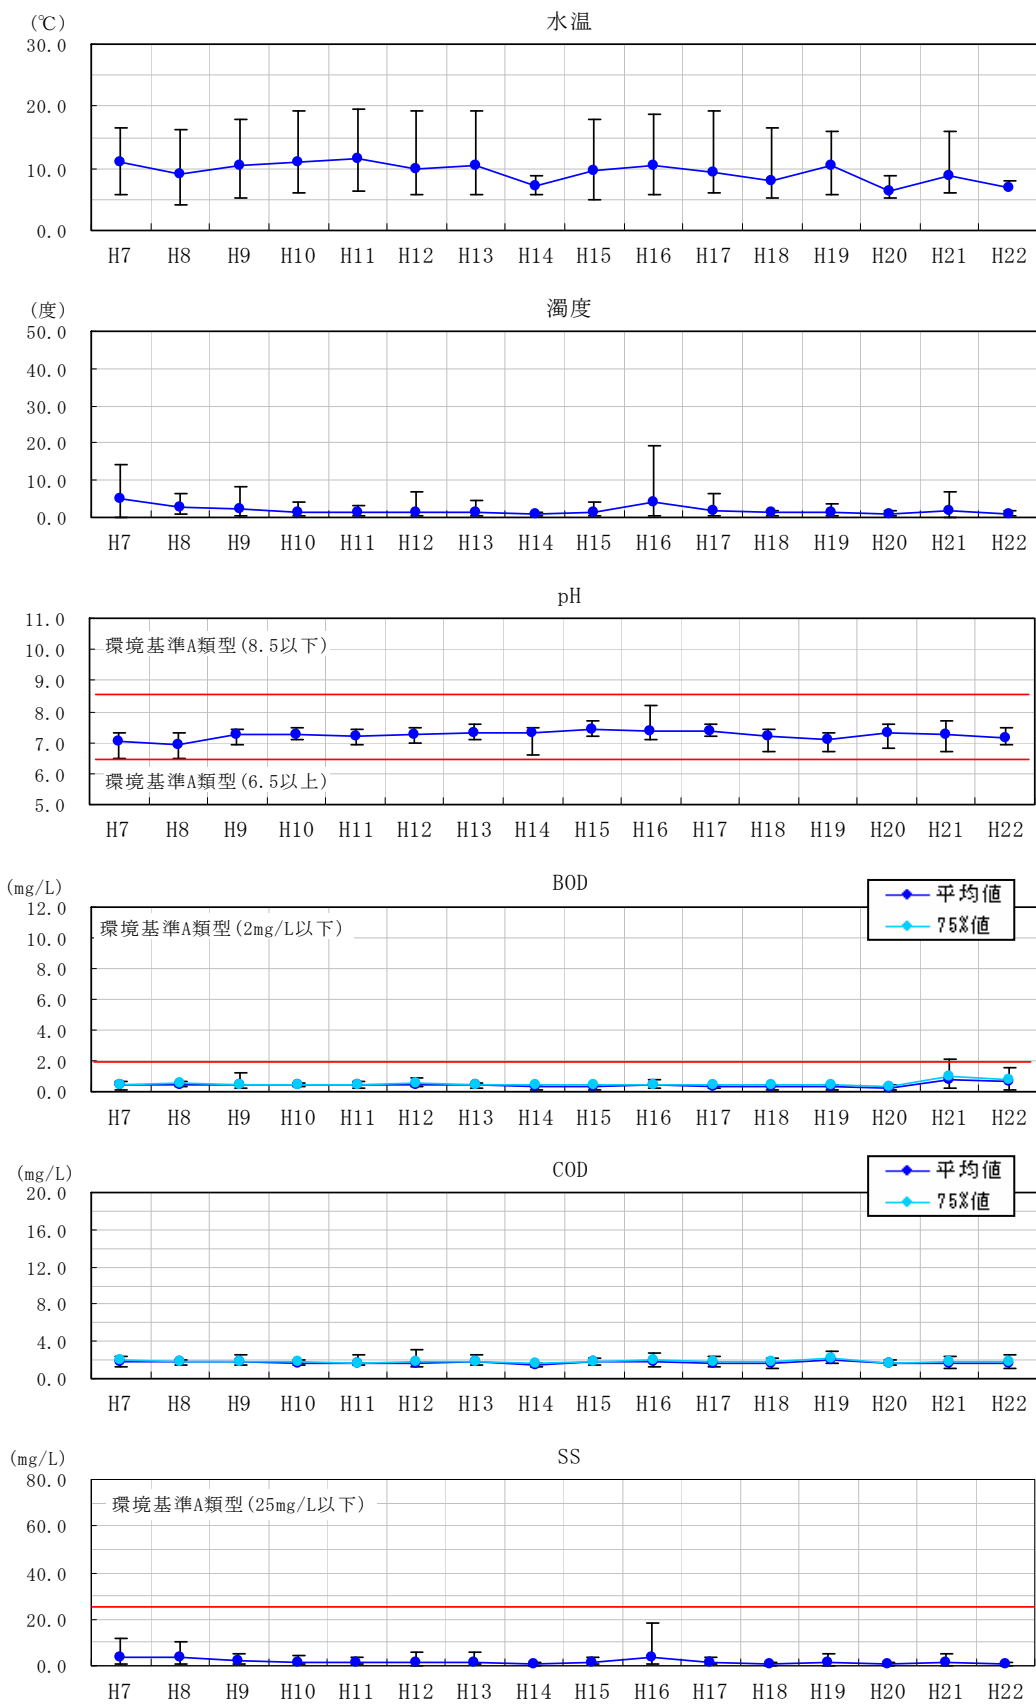 水温
(℃)
30.0
20.0
10.0
0.0
H7 H8 H9 H10 H11 H12 H13 H14 H15 H16 H17 H18 H19 H20 H21 H22
濁度
(度)
50.0
40.0
30.0
20.0
10.0
0.0
H7 H8 H9 H10 H11 H12 H13 H14 H15 H16 H17 H18 H19 H20 H21 H22
pH
11.0
環境基準A類型(8.5以下)
10.0
9.0
8.0
7.0
6.0
環境基準A類型(6.5以上)
5.0
H7 H8 H9 H10 H11 H12 H13 H14 H15 H16 H17 H18 H19 H20 H21 H22
BOD
(mg/L)
平均値
75%値
12.0
環境基準A類型(2mg/L以下)
10.0
8.0
6.0
4.0
2.0
0.0
H7 H8 H9 H10 H11 H12 H13 H14 H15 H16 H17 H18 H19 H20 H21 H22
COD
(mg/L)
平均値
75%値
20.0
16.0
12.0
8.0
4.0
0.0
H7 H8 H9 H10 H11 H12 H13 H14 H15 H16 H17 H18 H19 H20 H21 H22
SS
(mg/L)
80.0
環境基準A類型(25mg/L以下)
60.0
40.0
20.0
0.0
H7 H8 H9 H10 H11 H12 H13 H14 H15 H16 H17 H18 H19 H20 H21 H22